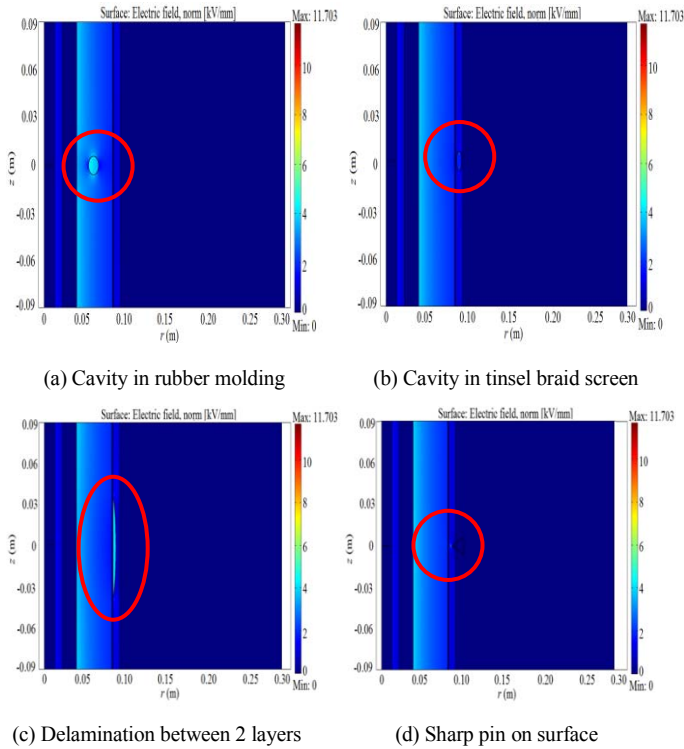 Surface: Electric field, norm [kV/mm] Max: 11.703
0.09
0.06
0.03
0
-0.03
-0.06
-0.09
z (m)
0 0.05 0.10 0.15 0.20 0.25 0.30
r (m)
10
8
6
4
2
0
Min: 0
(a) Cavity in rubber molding
Surface: Electric field, norm [kV/mm] Max: 11.703
0.09
0.06
0.03
0
-0.03
-0.06
-0.09
z (m)
0 0.05 0.10 0.15 0.20 0.25 0.30
r (m)
10
8
6
4
2
0
Min: 0
(b) Cavity in tinsel braid screen
Surface: Electric field, norm [kV/mm] Max: 11.703
0.09
0.06
0.03
0
-0.03
-0.06
-0.09
z (m)
0 0.05 0.10 0.15 0.20 0.25 0.30
r (m)
10
8
6
4
2
0
Min: 0
(c) Delamination between 2 layers
Surface: Electric field, norm [kV/mm] Max: 11.703
0.09
0.06
0.03
0
-0.03
-0.06
-0.09
z (m)
0 0.05 0.10 0.15 0.20 0.25 0.30
r (m)
10
8
6
4
2
0
Min: 0
(d) Sharp pin on surface